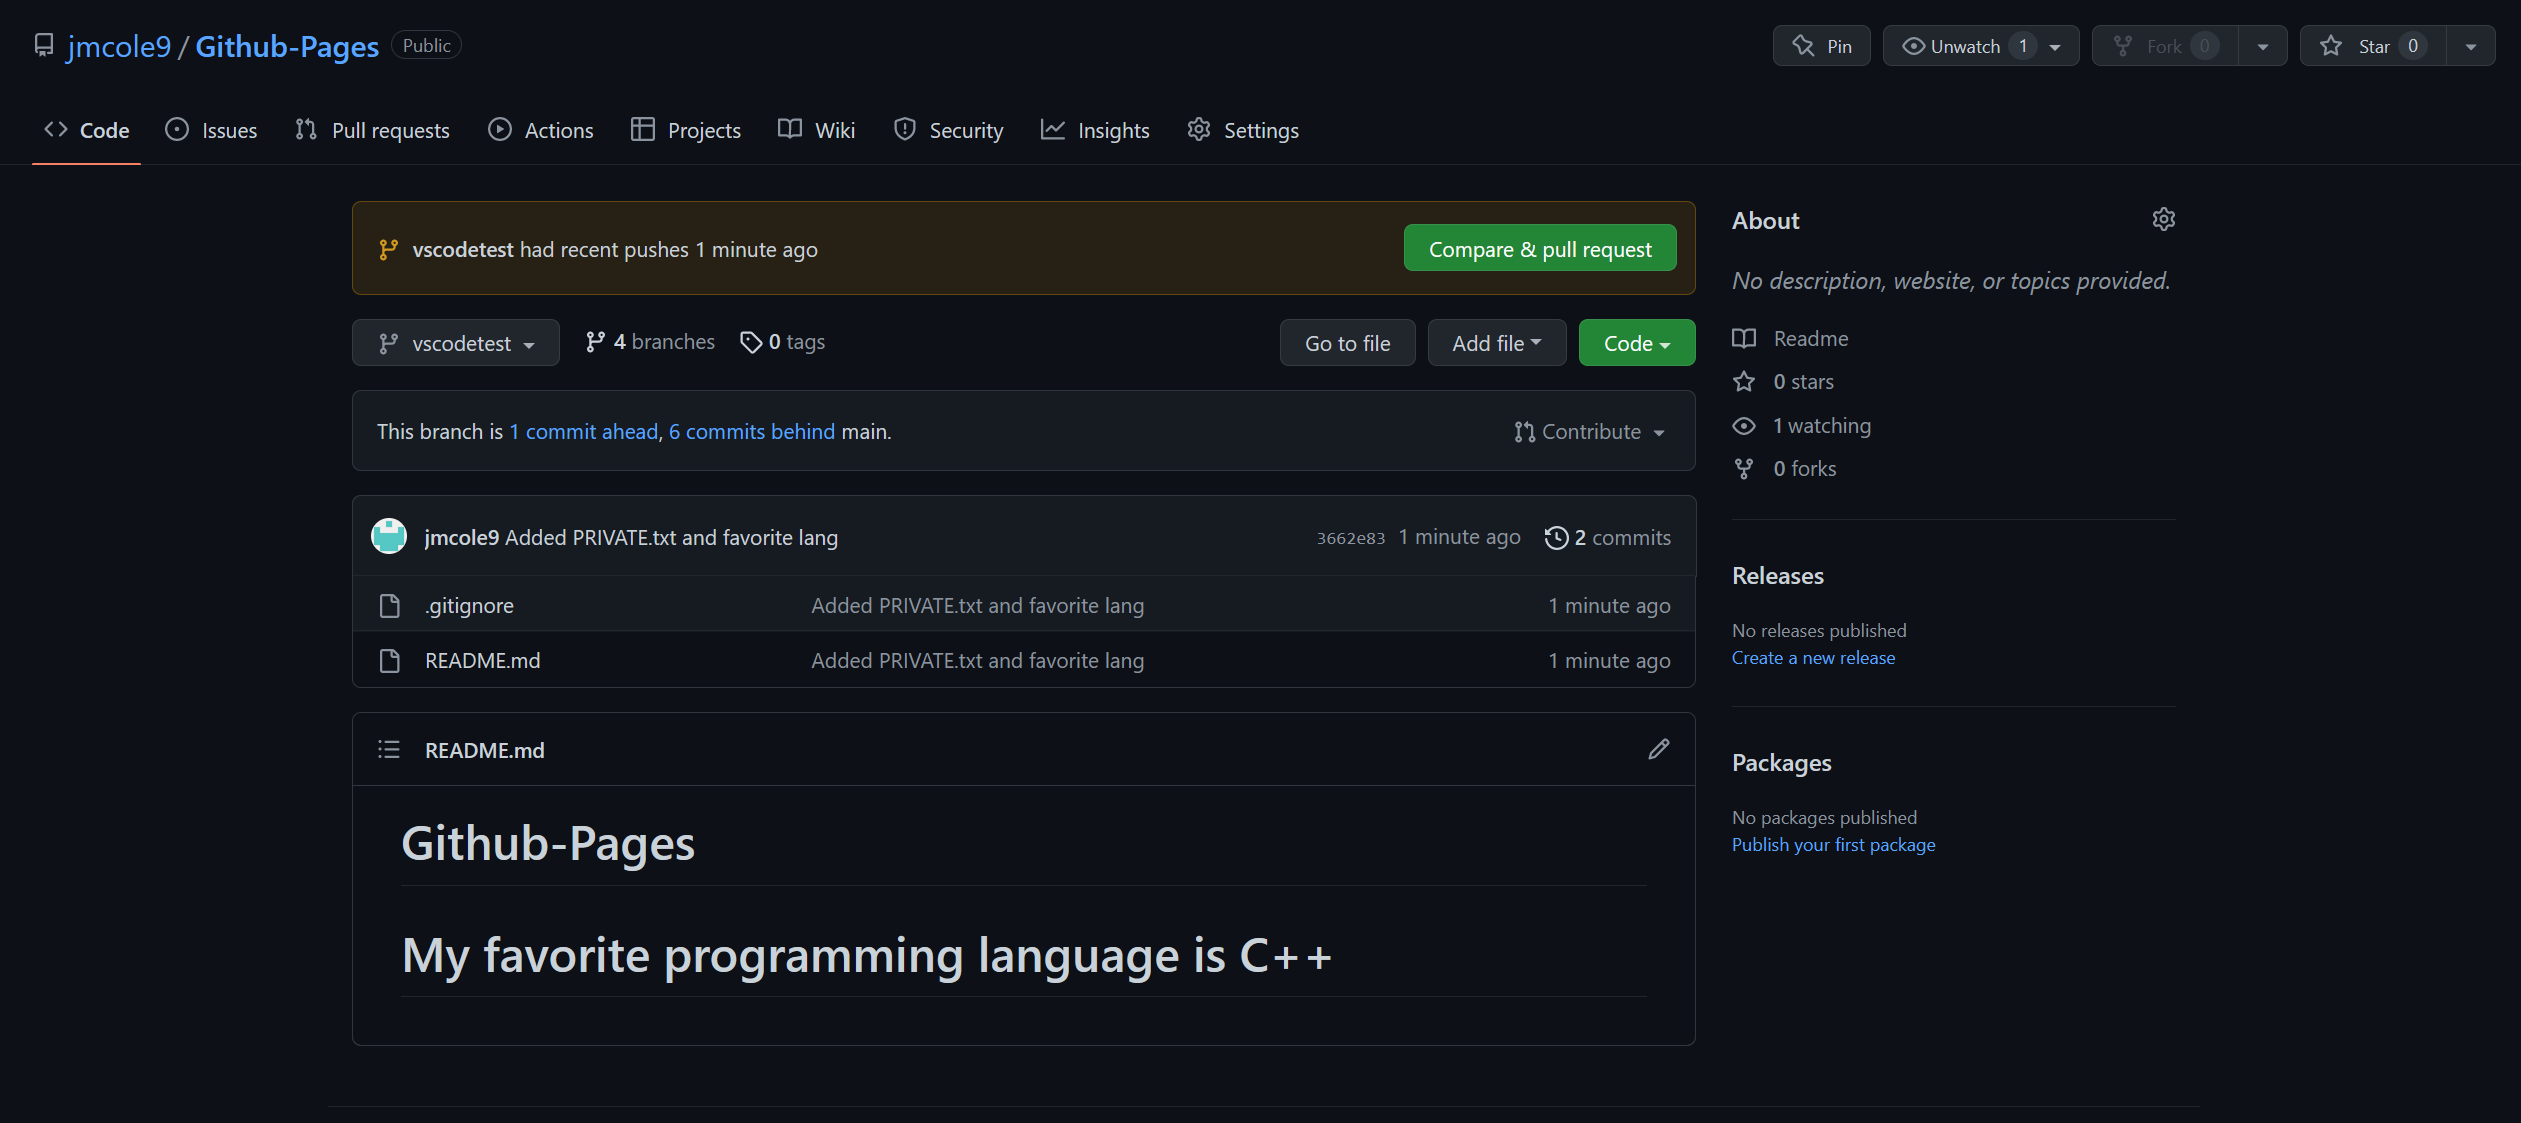 jmcole9 / Github-Pages Public
Pin Unwatch 1 Fork 0 Star 0
Code Issues Pull requests Actions Projects Wiki Security Insights Settings
vscodetest had recent pushes 1 minute ago Compare & pull request
vscodetest 4 branches 0 tags Go to file Add file Code
This branch is 1 commit ahead, 6 commits behind main. Contribute
jmcole9 Added PRIVATE.txt and favorite lang 3662e83 1 minute ago 2 commits
.gitignore Added PRIVATE.txt and favorite lang 1 minute ago
README.md Added PRIVATE.txt and favorite lang 1 minute ago
README.md
Github-Pages
My favorite programming language is C++
About
No description, website, or topics provided.
Readme
0 stars
1 watching
0 forks
Releases
No releases published
Create a new release
Packages
No packages published
Publish your first package